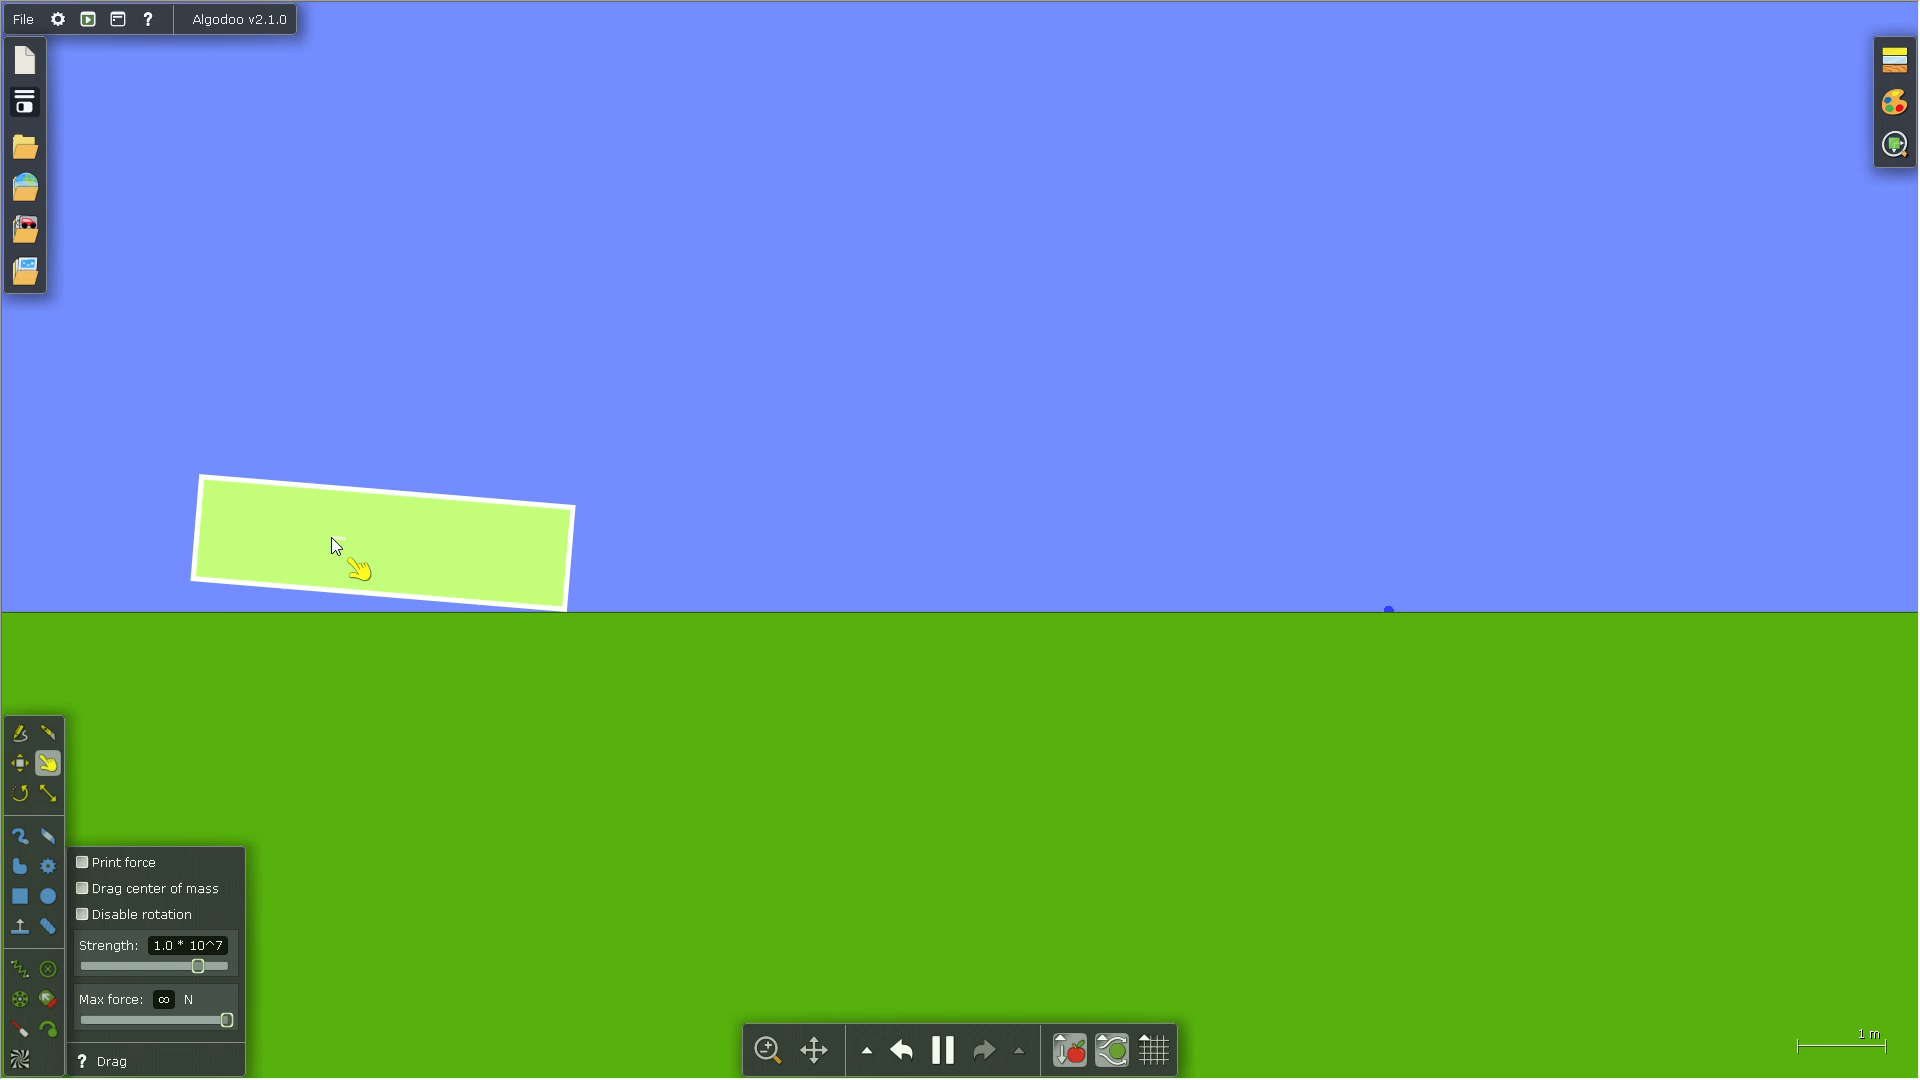 File ? Algodoo v2.1.0
Print force
Drag center of mass
Disable rotation
Strength: 1.0 * 10^7
Max force: ∞ N
? Drag
1 m